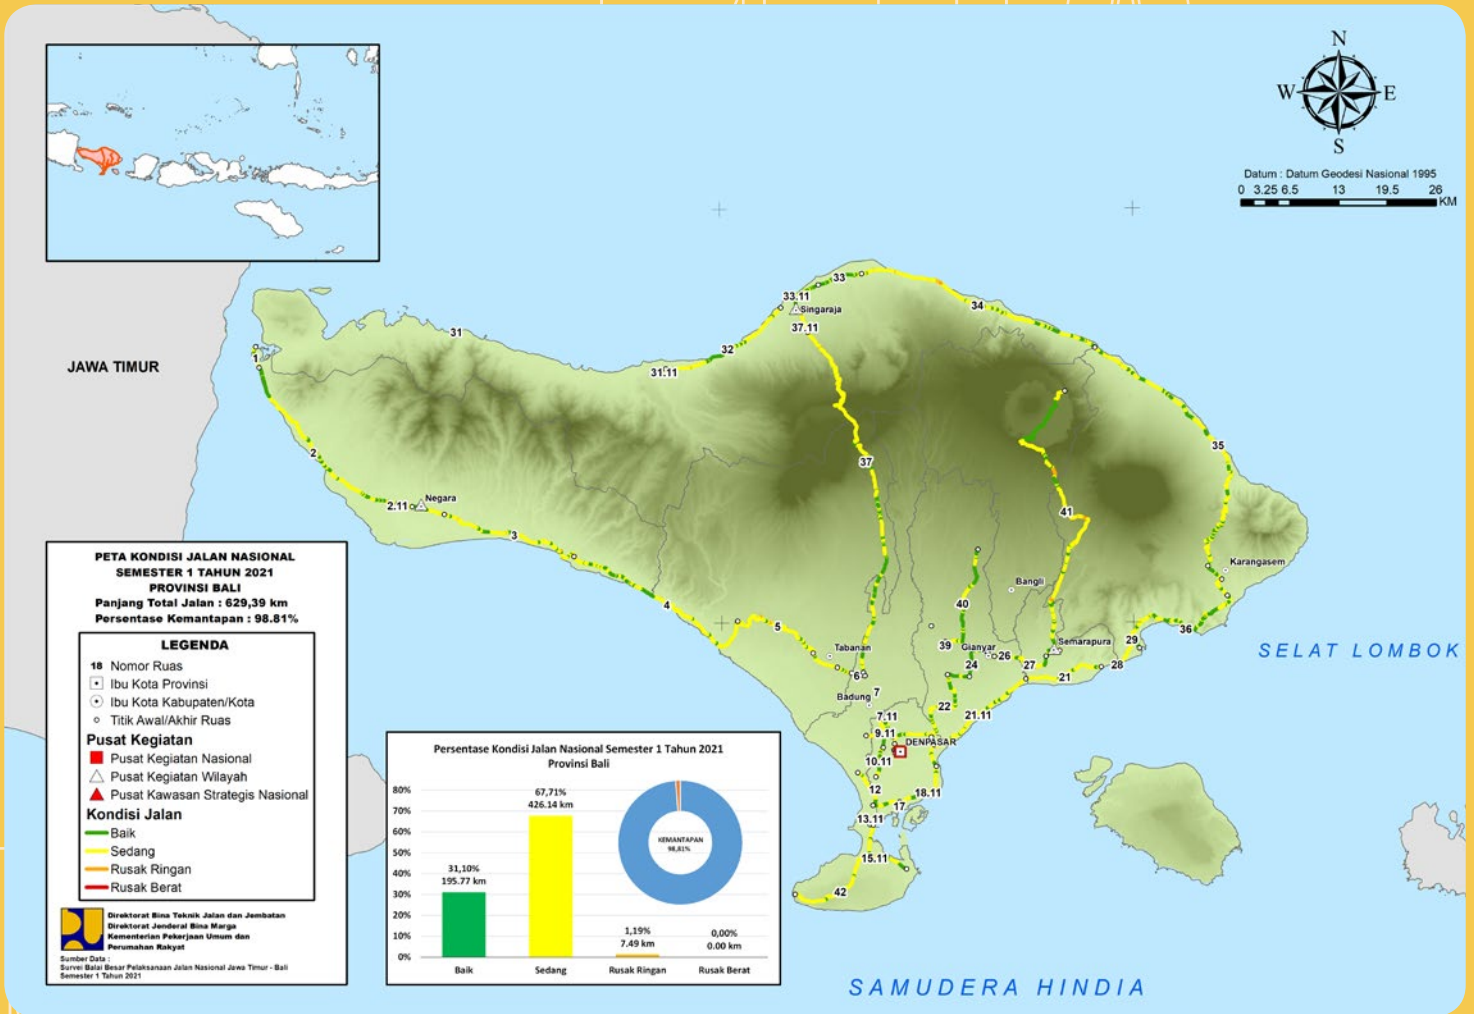 N
W E
S
Datum : Datum Geodesi Nasional 1995
0 3.25 6.5 13 19.5 26
KM
JAWA TIMUR
SELAT LOMBOK
SAMUDERA HINDIA
33
33.11
Singaraja
37.11
34
31
32
31.11
1
2
37
35
2.11
Negara
3
41
Karangasem
Bangli
4
40
5
36
29
39
Gianyar
26
Semarapura
Tabanan
24
27
28
6
21
Badung
7
22
7.11
21.11
9.11
DENPASAR
10.11
12
18.11
17
13.11
15.11
42
PETA KONDISI JALAN NASIONAL
SEMESTER 1 TAHUN 2021
PROVINSI BALI
Panjang Total Jalan : 629,39 km
Persentase Kemantapan : 98.81%
LEGENDA
18 Nomor Ruas
Ibu Kota Provinsi
Ibu Kota Kabupaten/Kota
Titik Awal/Akhir Ruas
Pusat Kegiatan
Pusat Kegiatan Nasional
Pusat Kegiatan Wilayah
Pusat Kawasan Strategis Nasional
Kondisi Jalan
Baik
Sedang
Rusak Ringan
Rusak Berat
Direktorat Bina Teknik Jalan dan Jembatan
Direktorat Jenderal Bina Marga
Kementerian Pekerjaan Umum dan
Perumahan Rakyat
Sumber Data :
Survei Balai Besar Pelaksanaan Jalan Nasional Jawa Timur - Bali
Semester 1 Tahun 2021
Persentase Kondisi Jalan Nasional Semester 1 Tahun 2021
Provinsi Bali
80%
70%
60%
50%
40%
30%
20%
10%
0%
31,10%
195.77 km
67,71%
426.14 km
1,19%
7.49 km
0,00%
0.00 km
KEMANTAPAN
98,81%
Baik Sedang Rusak Ringan Rusak Berat